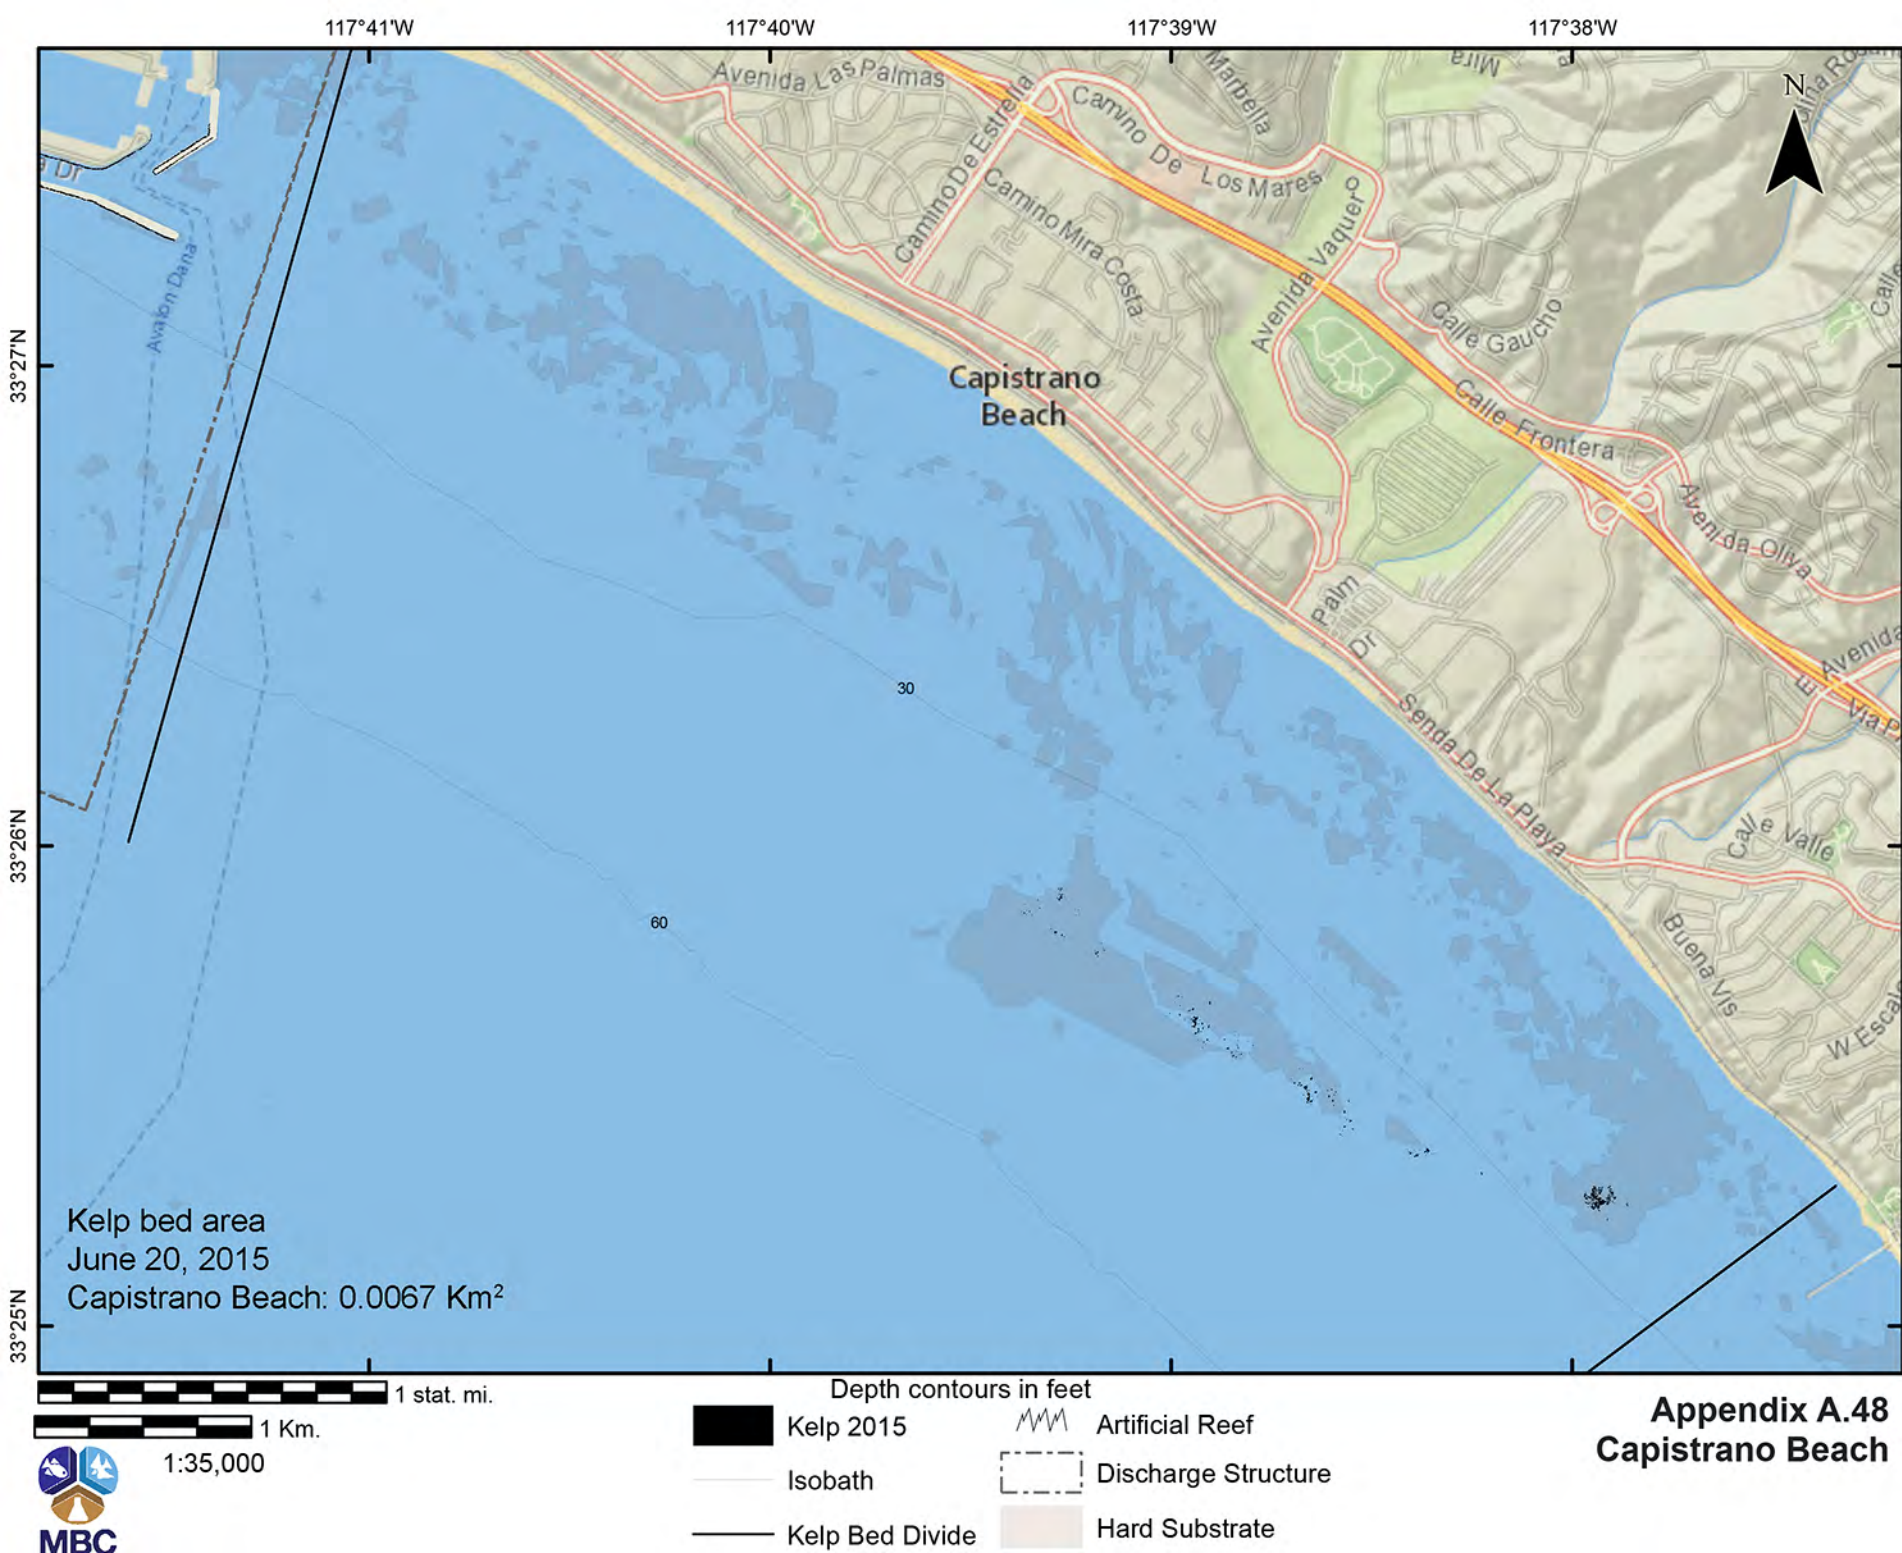 117°41'W
117°40'W
117°39'W
117°38'W
33°27'N
33°26'N
33°25'N
N
Avenida Las Palmas
Camino De Estrella
Camino De Los Mares
Marbella
Mira
Camino Mira Costa
Avenida Vaquero
Calle Gaucho
Calle Frontera
Avenida Oliva
Avenida
Capistrano
Beach
Palm Dr
Senda De La Playa
Calle Valle
Buena Vis
W Escal
Via P
Calle
Dr
Avalon Dana
30
60
Kelp bed area
June 20, 2015
Capistrano Beach: 0.0067 Km²
1 stat. mi.
1 Km.
1:35,000
MBC
Depth contours in feet
Kelp 2015
Isobath
Kelp Bed Divide
Artificial Reef
Discharge Structure
Hard Substrate
Appendix A.48
Capistrano Beach